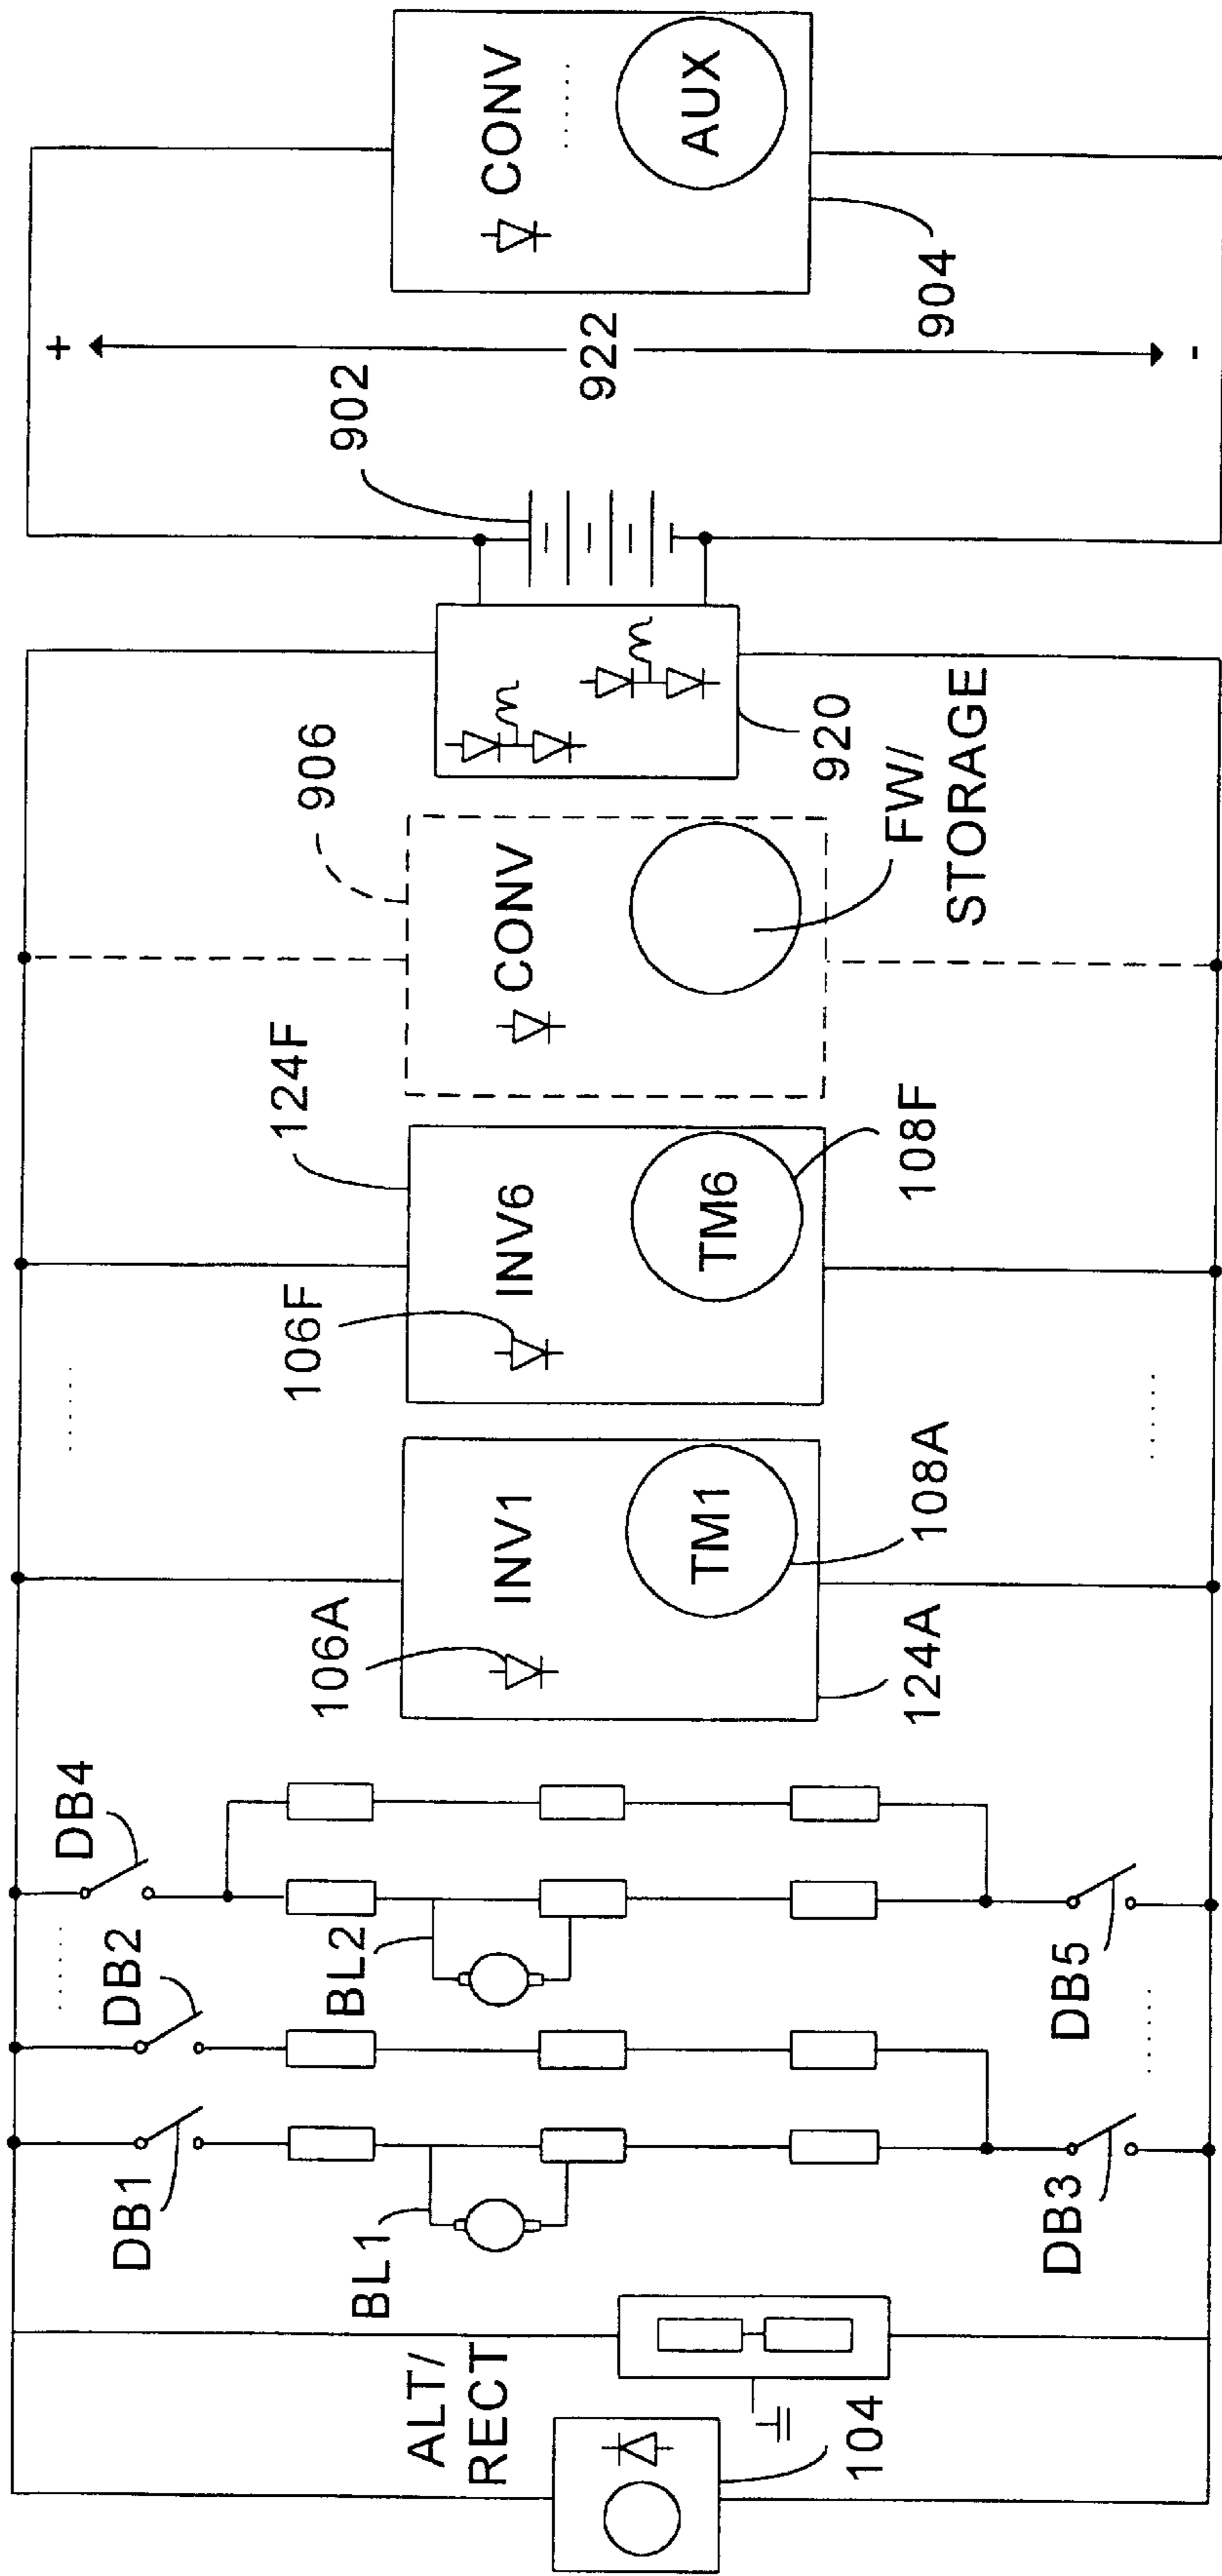 ALT/
RECT
104
BL1
DB1
DB2
DB3
BL2
DB4
DB5
106A
INV1
TM1
108A
124A
106F
INV6
TM6
108F
124F
906
CONV
FW/
STORAGE
920
902
+
922
-
CONV
AUX
904